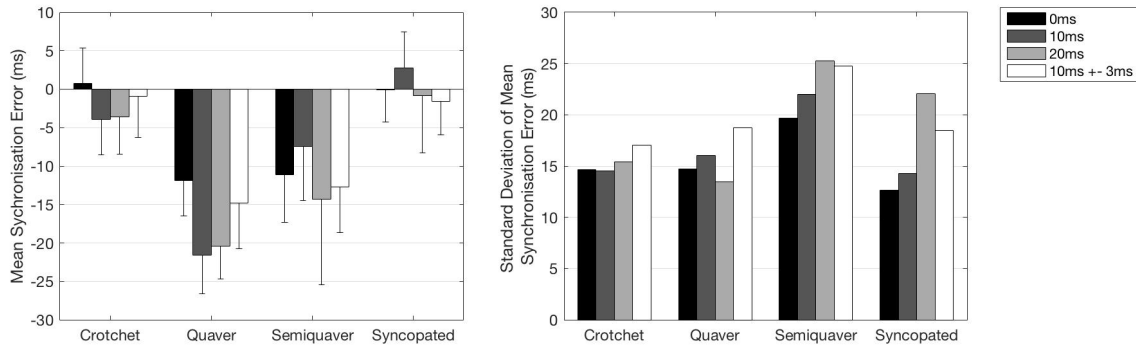 Mean Sychronisation Error (ms)
10
5
0
-5
-10
-15
-20
-25
-30
Crotchet Quaver Semiquaver Syncopated
Standard Deviation of Mean
Synchronisation Error (ms)
30
25
20
15
10
5
0
Crotchet Quaver Semiquaver Syncopated
0ms
10ms
20ms
10ms +- 3ms